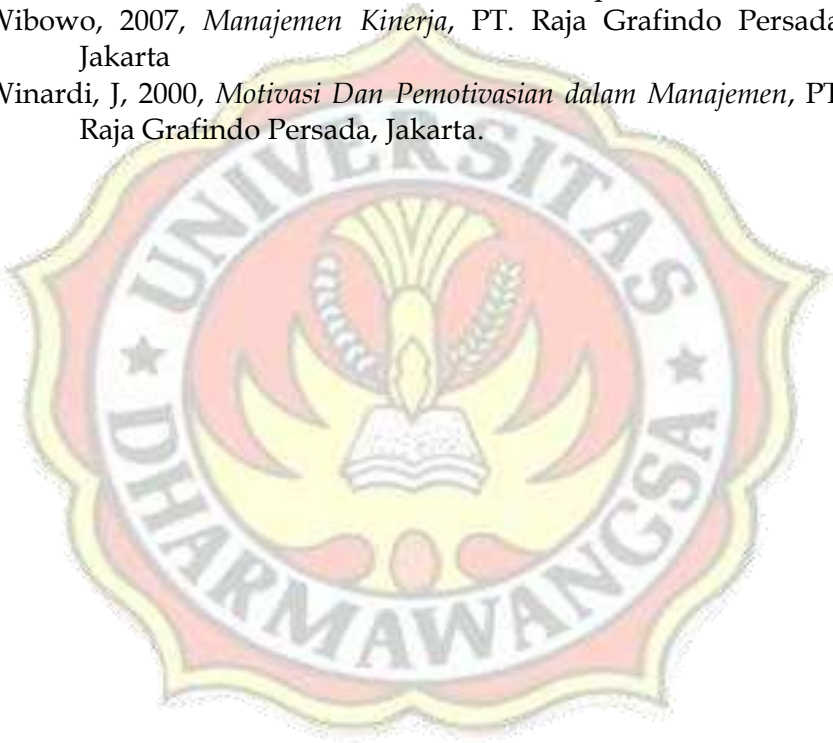 Wibowo, 2007, Manajemen Kinerja, PT. Raja Grafindo Persada
Jakarta
Winardi, J, 2000, Motivasi Dan Pemotivasian dalam Manajemen, PT
Raja Grafindo Persada, Jakarta.
UNIVERSITAS
DHARMAWANGSA